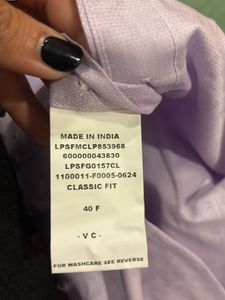 MADE IN INDIA
LPSFMCLP853968
600000043830
LPSFG0157CL
1100011-F0005-0624
CLASSIC FIT
40 F
- V C -
FOR WASHCARE SEE REVERSE